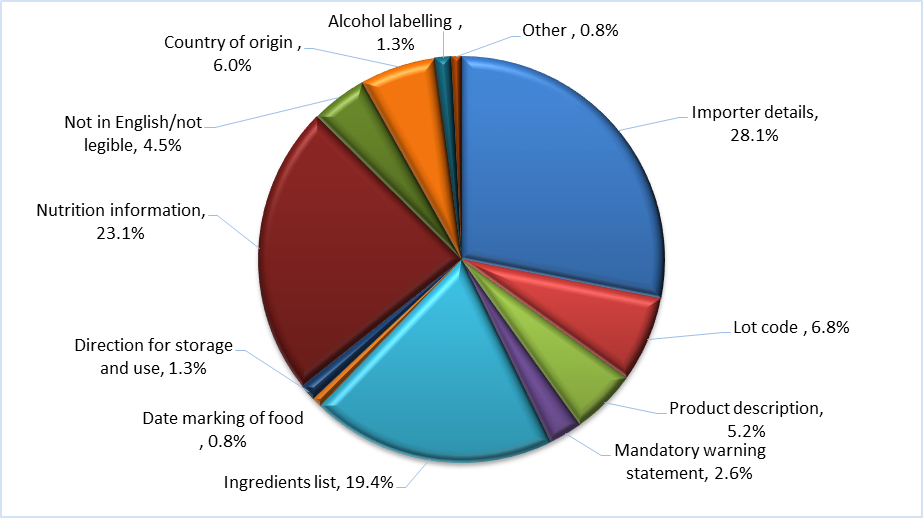 Alcohol labelling ,
1.3%
Other , 0.8%
Country of origin ,
6.0%
Importer details,
28.1%
Not in English/not
legible, 4.5%
Nutrition information,
23.1%
Lot code , 6.8%
Direction for storage
and use, 1.3%
Product description,
5.2%
Date marking of food
, 0.8%
Mandatory warning
statement, 2.6%
Ingredients list, 19.4%